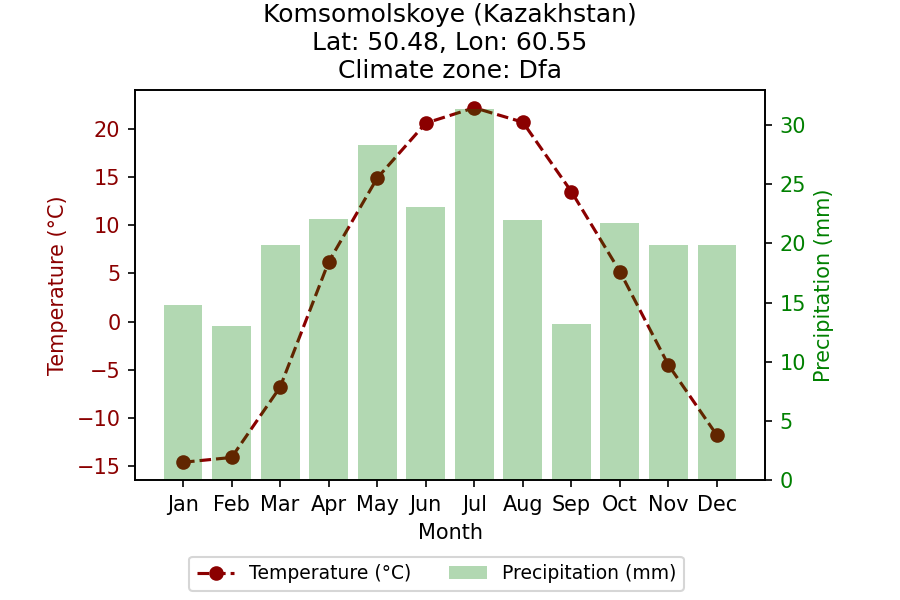 Komsomolskoye (Kazakhstan)
Lat: 50.48, Lon: 60.55
Climate zone: Dfa
Temperature (°C)
20
15
10
5
0
−5
−10
−15
30
25
20
15
10
5
0
Precipitation (mm)
Jan Feb Mar Apr May Jun Jul Aug Sep Oct Nov Dec
Month
Temperature (°C) Precipitation (mm)